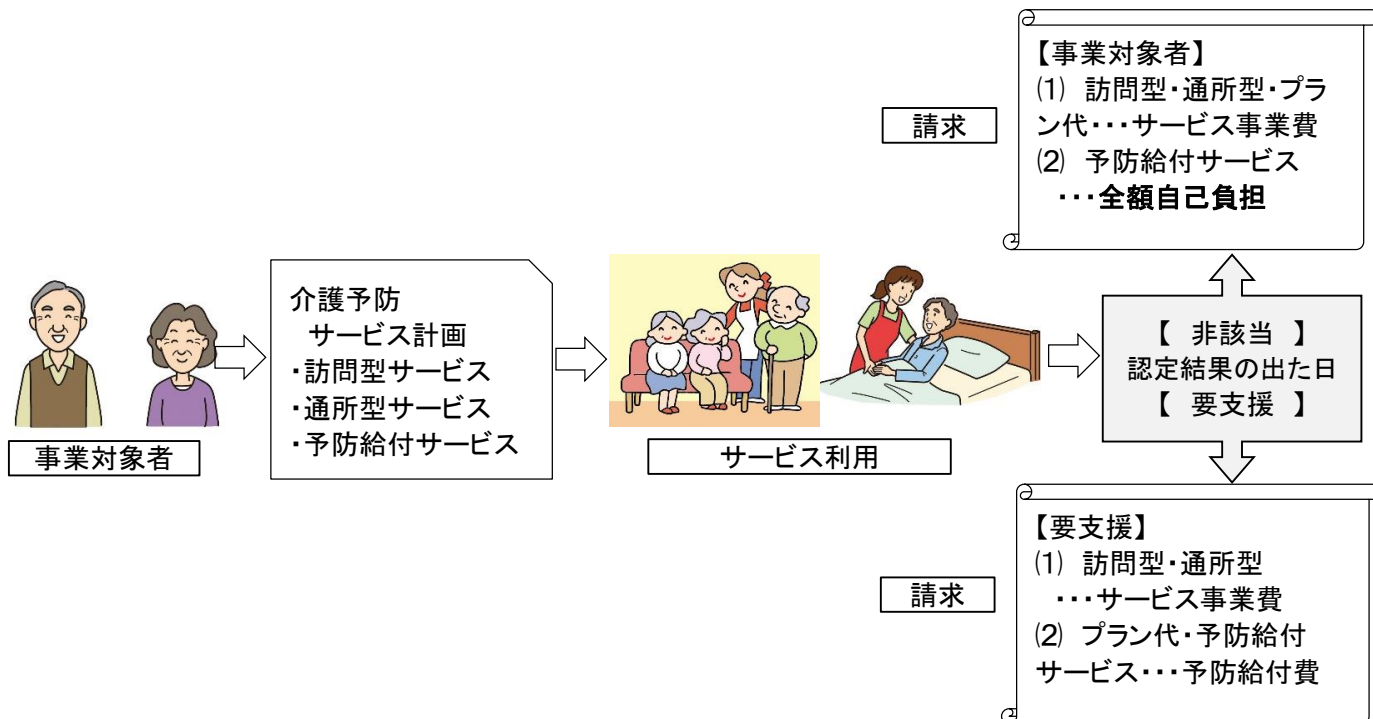 事業対象者
介護予防
サービス計画
・訪問型サービス
・通所型サービス
・予防給付サービス
サービス利用
【 非該当 】
認定結果の出た日
【 要支援 】
請求
【事業対象者】
⑴ 訪問型・通所型・プラ
ン代・・・サービス事業費
⑵ 予防給付サービス
・・・全額自己負担
請求
【要支援】
⑴ 訪問型・通所型
・・・サービス事業費
⑵ プラン代・予防給付
サービス・・・予防給付費